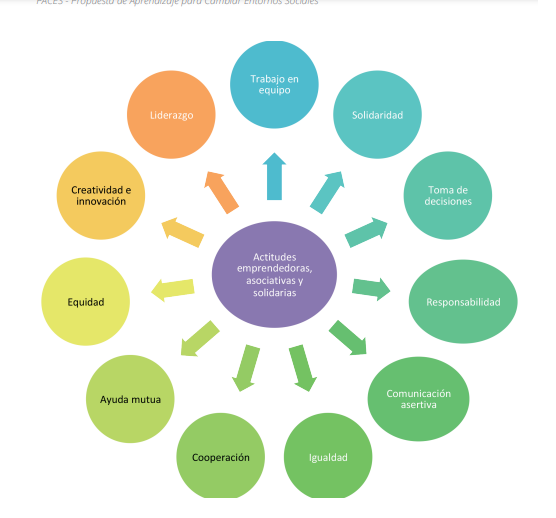 PACES - Propuesta de Aprendizaje para Cambiar Entornos Sociales
Trabajo en
equipo
Solidaridad
Toma de
decisiones
Responsabilidad
Comunicación
asertiva
Igualdad
Cooperación
Ayuda mutua
Equidad
Creatividad e
innovación
Liderazgo
Actitudes
emprendedoras,
asociativas y
solidarias